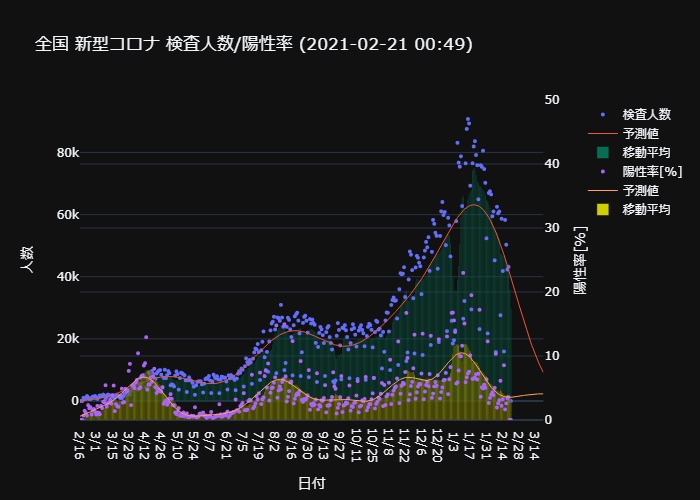 全国 新型コロナ 検査人数/陽性率 (2021-02-21 00:49)
検査人数
予測値
移動平均
陽性率[%]
予測値
移動平均
人数
80k
60k
40k
20k
0
50
40
30
20
10
0
陽性率[%]
2/16
3/1
3/15
3/29
4/12
4/26
5/10
5/24
6/7
6/21
7/5
7/19
8/2
8/16
8/30
9/13
9/27
10/11
10/25
11/8
11/22
12/6
12/20
1/3
1/17
1/31
2/14
2/28
3/14
日付